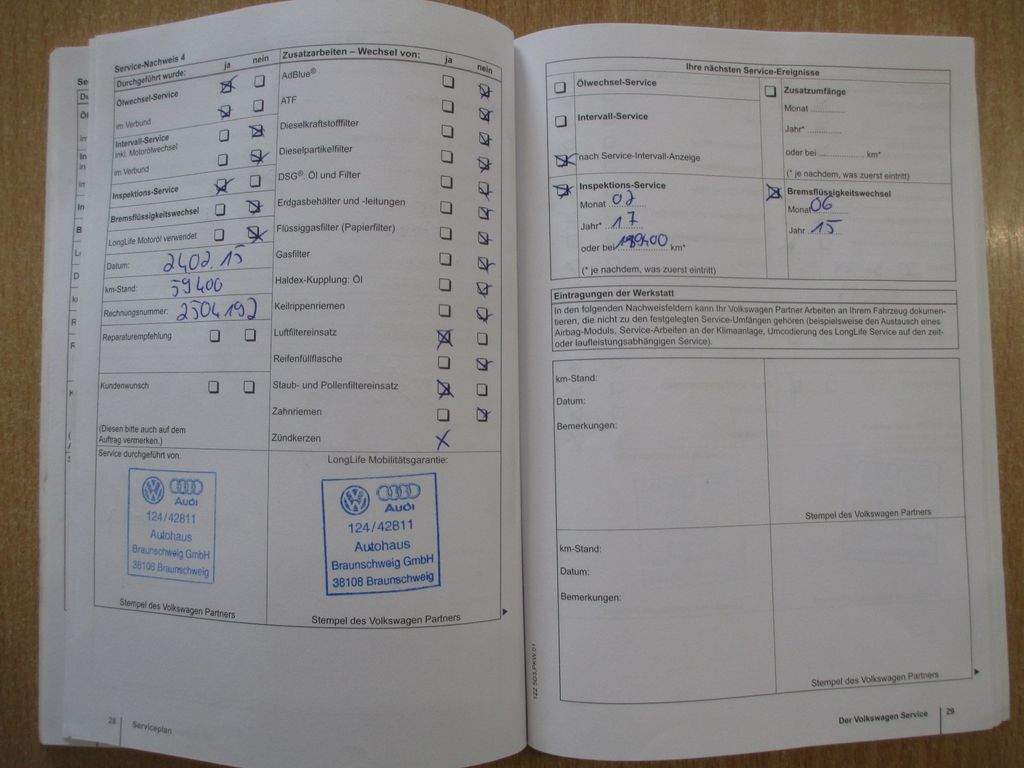 Service-Nachweis 4
Durchgeführt wurde: ja nein
Ölwechsel-Service
im Verbund
Intervall-Service
inkl. Motorölwechsel
im Verbund
Inspektions-Service
Bremsflüssigkeitswechsel
LongLife Motoröl verwendet
Datum: 24 02. 15
km-Stand: 59 400
Rechnungsnummer: 2504192
Reparaturempfehlung
Kundenwunsch
(Diesen bitte auch auf dem
Auftrag vermerken.)
Zusatzarbeiten – Wechsel von: ja nein
AdBlue®
ATF
Dieselkraftstofffilter
Dieselpartikelfilter
DSG®: Öl und Filter
Erdgasbehälter und -leitungen
Flüssiggasfilter (Papierfilter)
Gasfilter
Haldex-Kupplung: Öl
Keilrippenriemen
Luftfiltereinsatz
Reifenfüllflasche
Staub- und Pollenfiltereinsatz
Zahnriemen
Zündkerzen
Service durchgeführt von:
Audi
124/42811
Autohaus
Braunschweig GmbH
38108 Braunschweig
Stempel des Volkswagen Partners
LongLife Mobilitätsgarantie:
Audi
124/42811
Autohaus
Braunschweig GmbH
38108 Braunschweig
Stempel des Volkswagen Partners
28 Serviceplan
Ihre nächsten Service-Ereignisse
Ölwechsel-Service
Intervall-Service
nach Service-Intervall-Anzeige
Zusatzumfänge
Monat
Jahr*
oder bei km*
(* je nachdem, was zuerst eintritt)
Inspektions-Service
Monat 02
Jahr* 17
oder bei km*
(* je nachdem, was zuerst eintritt)
Bremsflüssigkeitswechsel
Monat 06
Jahr 15
Eintragungen der Werkstatt
In den folgenden Nachweisfeldern kann Ihr Volkswagen Partner Arbeiten an Ihrem Fahrzeug dokumen-
tieren, die nicht zu den festgelegten Service-Umfängen gehören (beispielsweise den Austausch eines
Airbag-Moduls, Service-Arbeiten an der Klimaanlage, Umcodierung des LongLife Service auf den zeit-
oder laufleistungsabhängigen Service).
km-Stand:
Datum:
Bemerkungen:
Stempel des Volkswagen Partners
km-Stand:
Datum:
Bemerkungen:
Stempel des Volkswagen Partners
Der Volkswagen Service 29